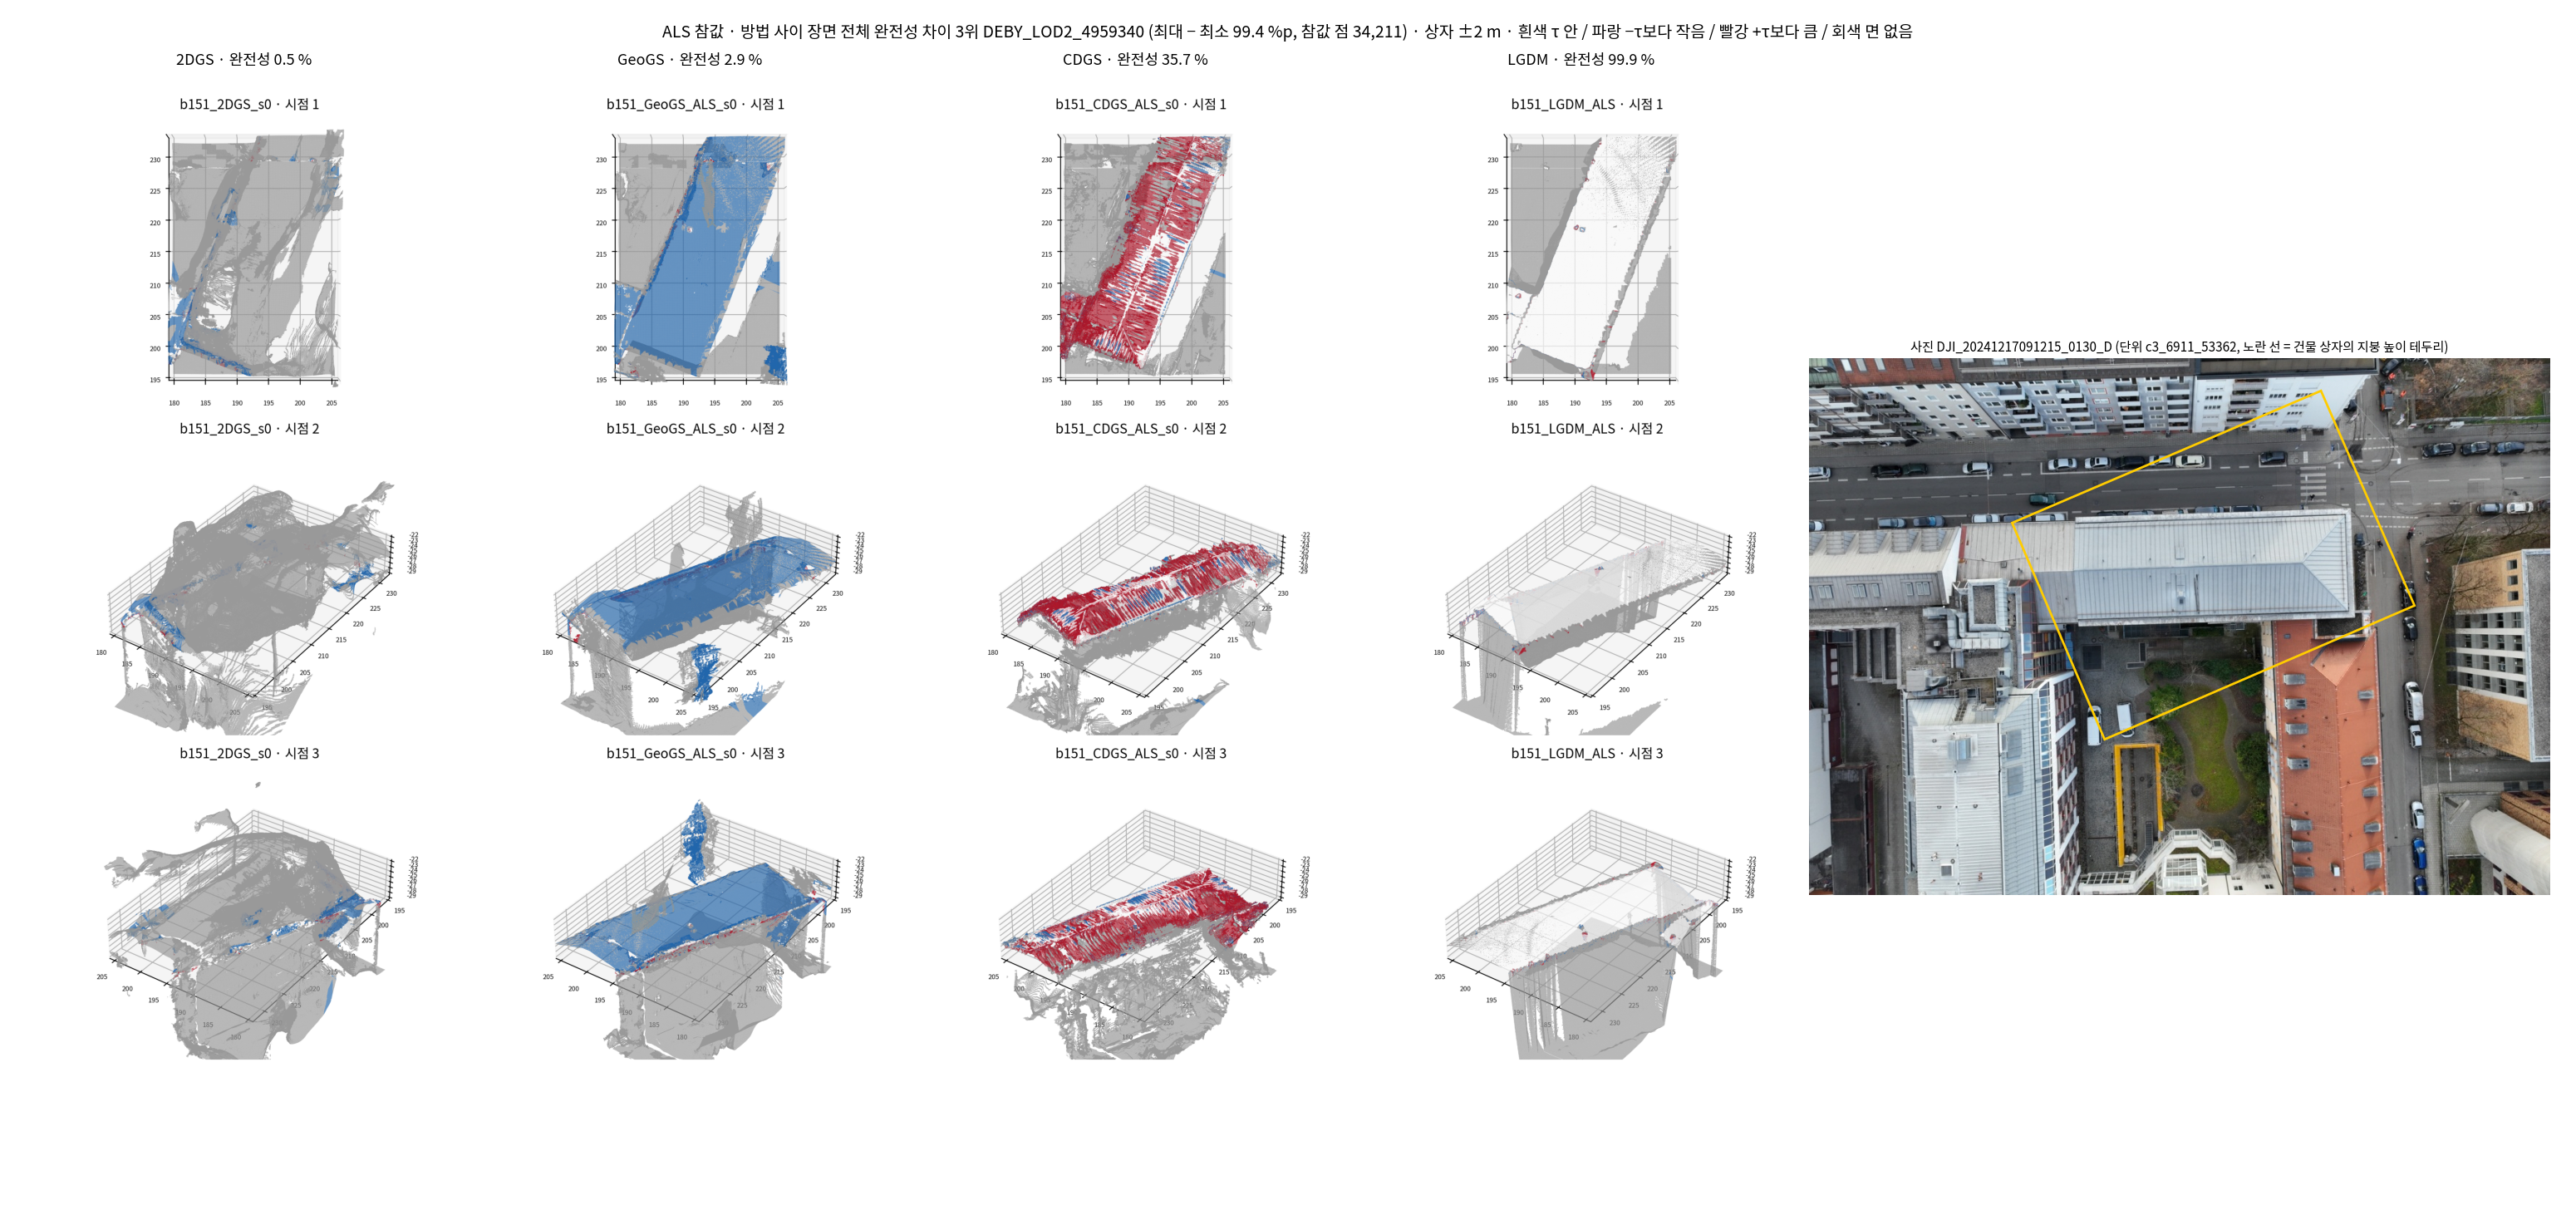 ALS 참값 · 방법 사이 장면 전체 완전성 차이 3위 DEBY_LOD2_4959340 (최대 − 최소 99.4 %p, 참값 점 34,211) · 상자 ±2 m · 흰색 τ 안 / 파랑 −τ보다 작음 / 빨강 +τ보다 큼 / 회색 면 없음
2DGS · 완전성 0.5 %
GeoGS · 완전성 2.9 %
CDGS · 완전성 35.7 %
LGDM · 완전성 99.9 %
b151_2DGS_s0 · 시점 1
b151_GeoGS_ALS_s0 · 시점 1
b151_CDGS_ALS_s0 · 시점 1
b151_LGDM_ALS · 시점 1
사진 DJI_20241217091215_0130_D (단위 c3_6911_53362, 노란 선 = 건물 상자의 지붕 높이 테두리)
b151_2DGS_s0 · 시점 2
b151_GeoGS_ALS_s0 · 시점 2
b151_CDGS_ALS_s0 · 시점 2
b151_LGDM_ALS · 시점 2
b151_2DGS_s0 · 시점 3
b151_GeoGS_ALS_s0 · 시점 3
b151_CDGS_ALS_s0 · 시점 3
b151_LGDM_ALS · 시점 3